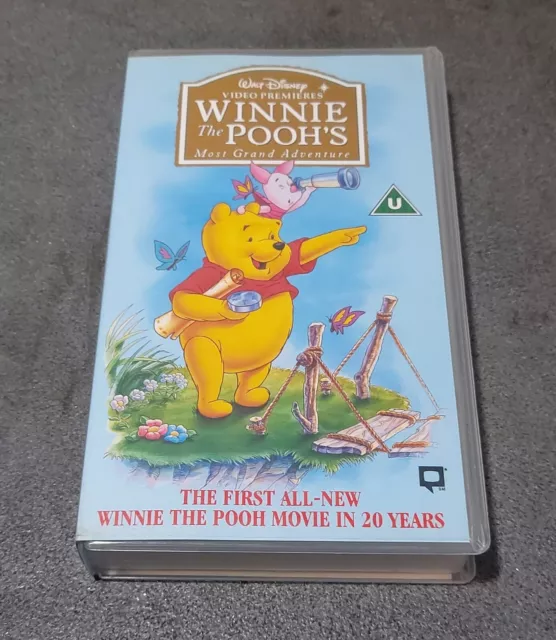 Walt Disney
VIDEO PREMIERES
WINNIE
The POOH'S
Most Grand Adventure
U
THE FIRST ALL-NEW
WINNIE THE POOH MOVIE IN 20 YEARS